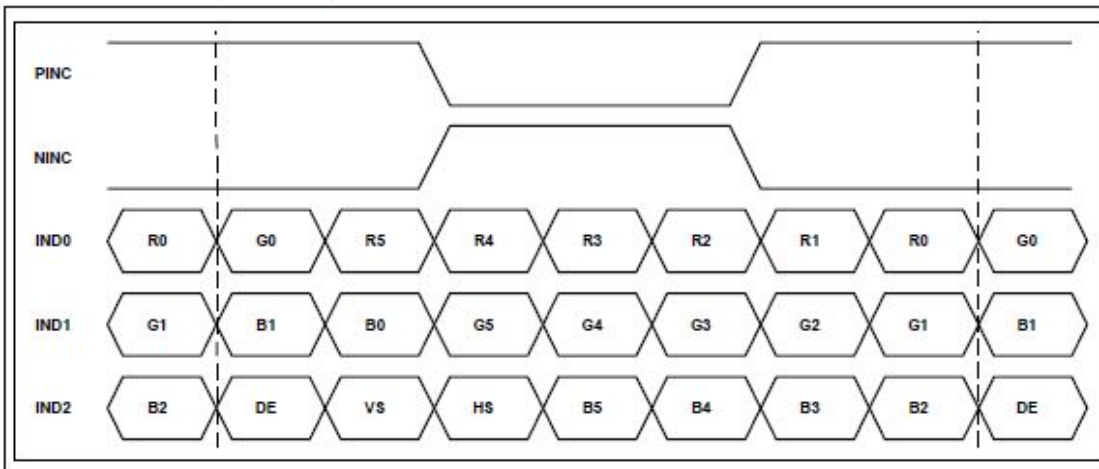 PINC
NINC
IND0 R0 G0 R5 R4 R3 R2 R1 R0 G0
IND1 G1 B1 B0 G5 G4 G3 G2 G1 B1
IND2 B2 DE VS HS B5 B4 B3 B2 DE